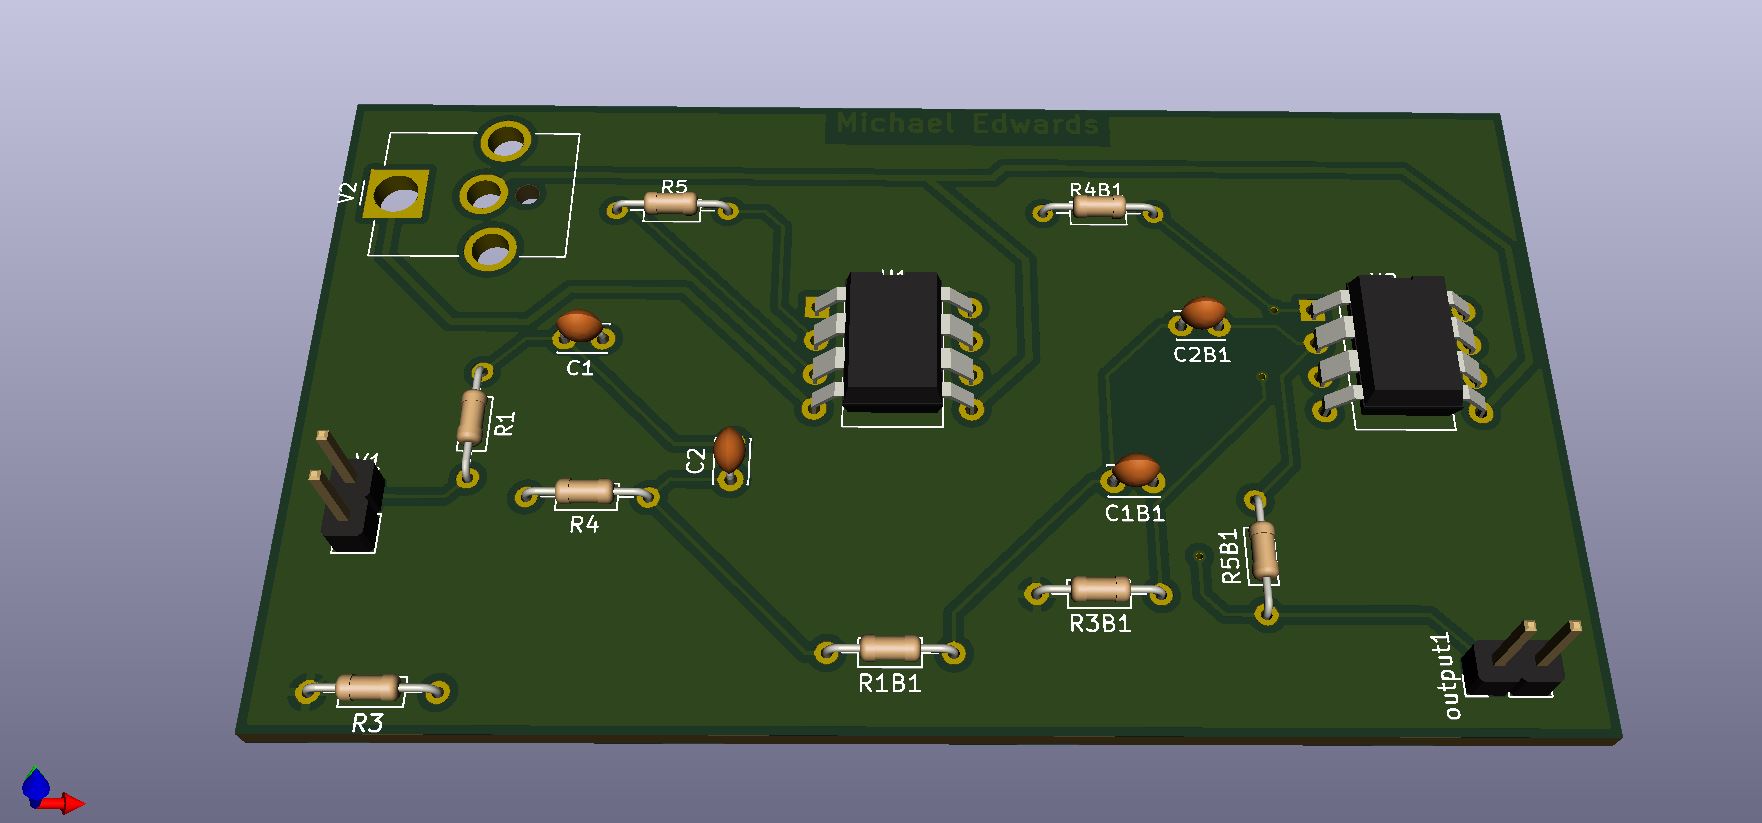 Michael Edwards
V2
R5
R4B1
C1
C2B1
R1
C2
V1
R4
C1B1
R5B1
R3B1
R1B1
output1
R3